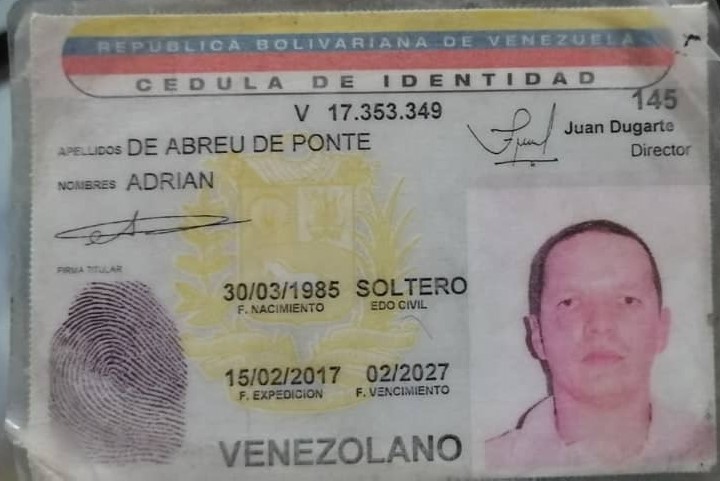 REPUBLICA BOLIVARIANA DE VENEZUELA
CEDULA DE IDENTIDAD
V 17.353.349
145
Juan Dugarte
Director
APELLIDOS DE ABREU DE PONTE
NOMBRES ADRIAN
FIRMA TITULAR
30/03/1985 SOLTERO
F. NACIMIENTO EDO CIVIL
15/02/2017 02/2027
F. EXPEDICION F. VENCIMIENTO
VENEZOLANO